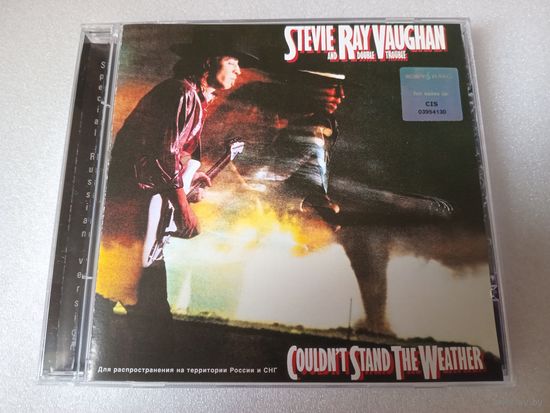 STEVIE RAY VAUGHAN
AND DOUBLE TROUBLE
For sales in
CIS
03954130
Special Russian version
COULDN'T STAND THE WEATHER
Для распространения на территории России и СНГ